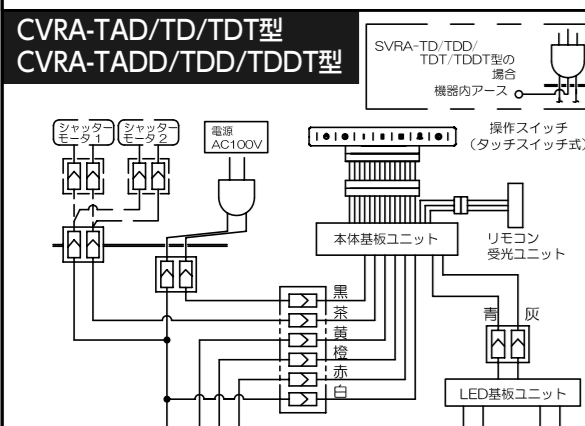 CVRA-TAD/TD/TDT型
CVRA-TADD/TDD/TDDT型
SVRA-TD/TDD/
TDT/TDDT型の
場合
機器内アース
シャッター
モータ1
シャッター
モータ2
電源
AC100V
操作スイッチ
(タッチスイッチ式)
本体基板ユニット
リモコン
受光ユニット
黒
茶
黄
橙
赤
白
青
灰
LED基板ユニット